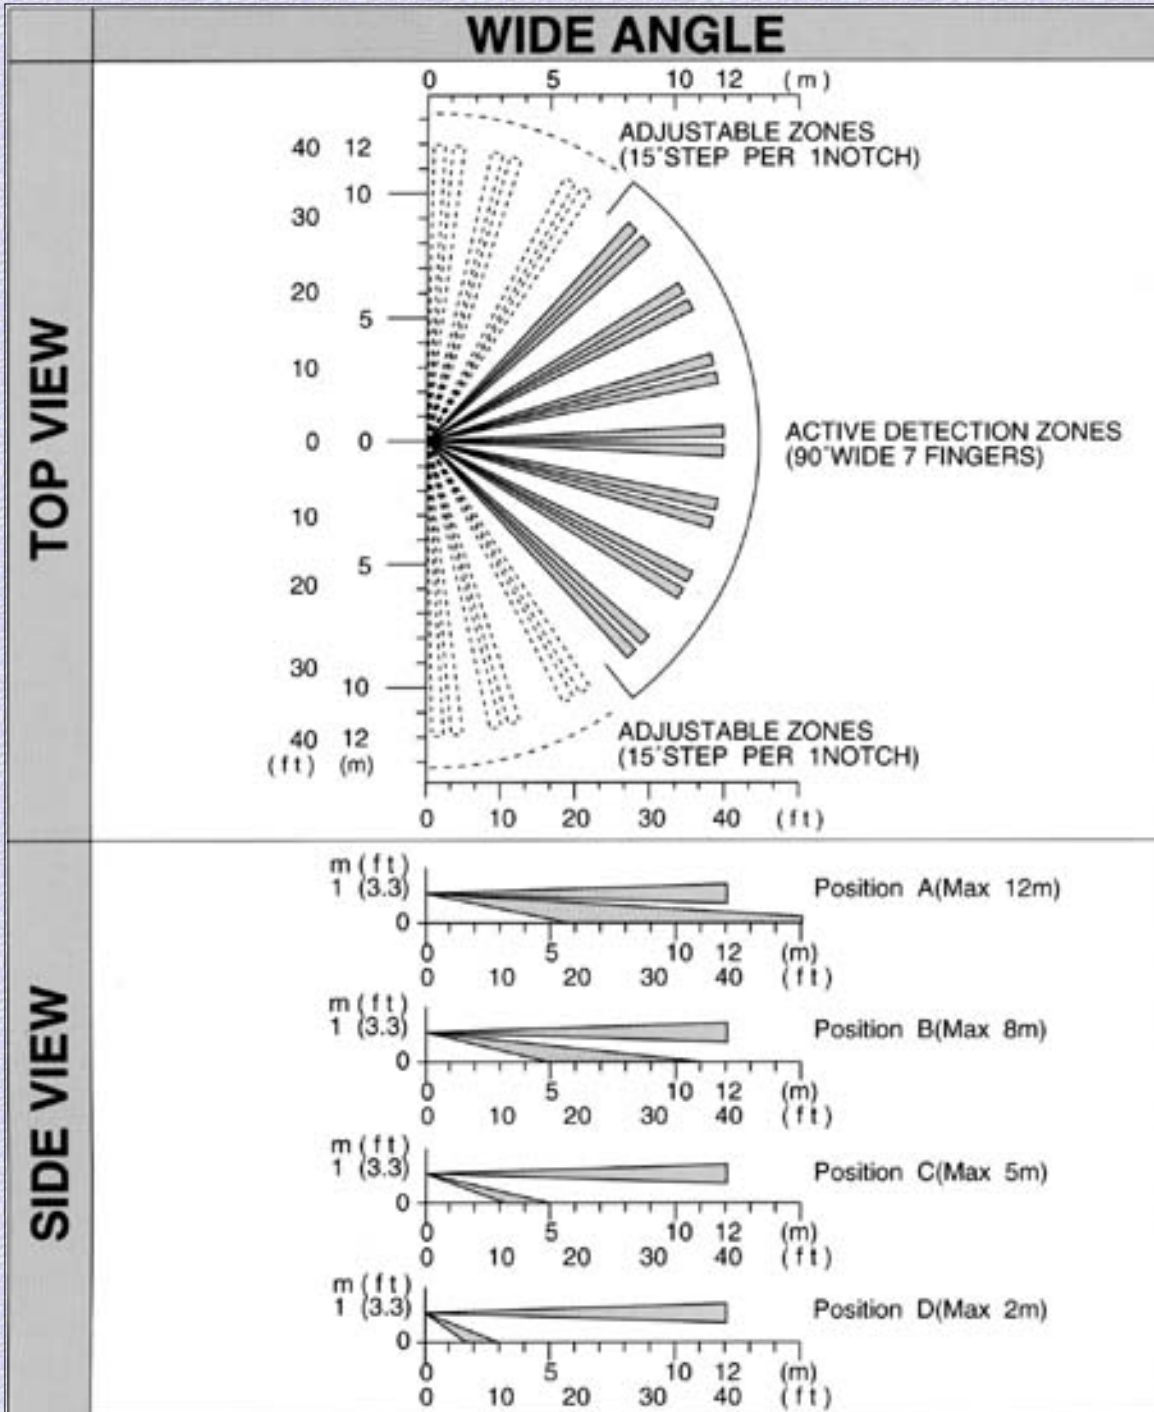 WIDE ANGLE
TOP VIEW
0 5 10 12 (m)
ADJUSTABLE ZONES
(15°STEP PER 1NOTCH)
40 12
10
30
20
5
10
0 0
ACTIVE DETECTION ZONES
(90°WIDE 7 FINGERS)
10
5
20
30
10
ADJUSTABLE ZONES
(15°STEP PER 1NOTCH)
40 12
(ft) (m)
0 10 20 30 40 (ft)
SIDE VIEW
m(ft)
1 (3.3)
Position A(Max 12m)
0
0 5 10 12 (m)
0 10 20 30 40 (ft)
m(ft)
1 (3.3)
Position B(Max 8m)
0
0 5 10 12 (m)
0 10 20 30 40 (ft)
m(ft)
1 (3.3)
Position C(Max 5m)
0
0 5 10 12 (m)
0 10 20 30 40 (ft)
m(ft)
1 (3.3)
Position D(Max 2m)
0
0 5 10 12 (m)
0 10 20 30 40 (ft)